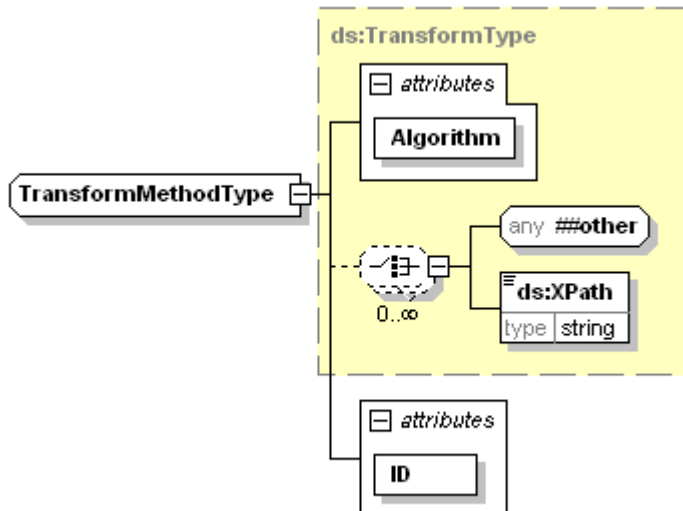 ds:TransformType
attributes
Algorithm
TransformMethodType
any ##other
0..∞
ds:XPath
type string
attributes
ID